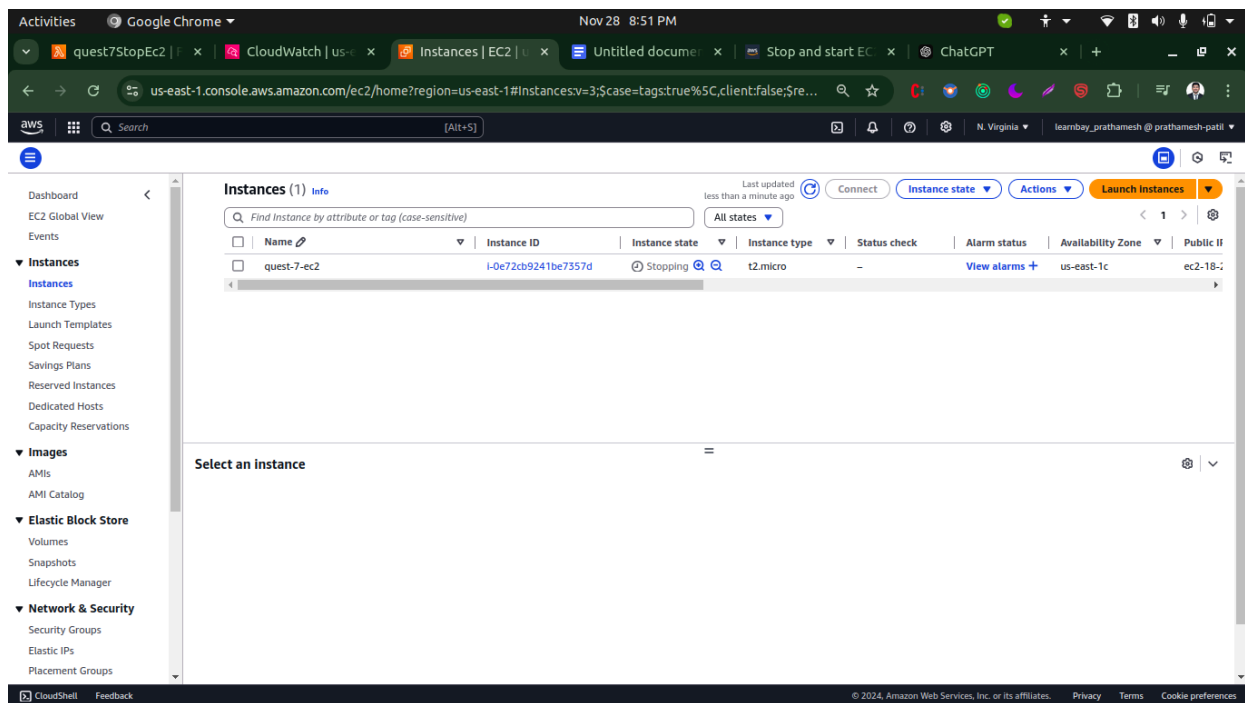 Activities Google Chrome Nov 28 8:51 PM
quest7StopEc2 | F CloudWatch | us-e Instances | EC2 | u Untitled documen Stop and start EC ChatGPT
us-east-1.console.aws.amazon.com/ec2/home?region=us-east-1#Instances:v=3;$case=tags:true%5C,client:false;$re...
aws Search [Alt+S] N. Virginia learnbay_prathamesh @ prathamesh-patil
Dashboard
EC2 Global View
Events
Instances
Instances
Instance Types
Launch Templates
Spot Requests
Savings Plans
Reserved Instances
Dedicated Hosts
Capacity Reservations
Images
AMIs
AMI Catalog
Elastic Block Store
Volumes
Snapshots
Lifecycle Manager
Network & Security
Security Groups
Elastic IPs
Placement Groups
Instances (1) Info
Last updated
less than a minute ago
Connect Instance state Actions Launch instances
Find Instance by attribute or tag (case-sensitive) All states 1
Name Instance ID Instance state Instance type Status check Alarm status Availability Zone Public IP
quest-7-ec2 i-0e72cb9241be7357d Stopping t2.micro – View alarms + us-east-1c ec2-18-2
Select an instance
CloudShell Feedback © 2024, Amazon Web Services, Inc. or its affiliates. Privacy Terms Cookie preferences